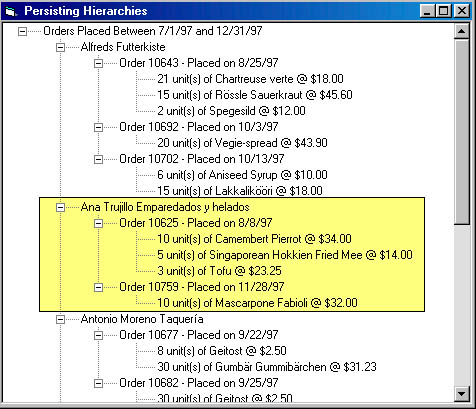 Persisting Hierarchies
Orders Placed Between 7/1/97 and 12/31/97
Alfreds Futterkiste
Order 10643 - Placed on 8/25/97
21 unit(s) of Chartreuse verte @ $18.00
15 unit(s) of Rössle Sauerkraut @ $45.60
2 unit(s) of Spegesild @ $12.00
Order 10692 - Placed on 10/3/97
20 unit(s) of Vegie-spread @ $43.90
Order 10702 - Placed on 10/13/97
6 unit(s) of Aniseed Syrup @ $10.00
15 unit(s) of Lakkalikööri @ $18.00
Ana Trujillo Emparedados y helados
Order 10625 - Placed on 8/8/97
10 unit(s) of Camembert Pierrot @ $34.00
5 unit(s) of Singaporean Hokkien Fried Mee @ $14.00
3 unit(s) of Tofu @ $23.25
Order 10759 - Placed on 11/28/97
10 unit(s) of Mascarpone Fabioli @ $32.00
Antonio Moreno Taquería
Order 10677 - Placed on 9/22/97
8 unit(s) of Geitost @ $2.50
30 unit(s) of Gumbär Gummibärchen @ $31.23
Order 10682 - Placed on 9/25/97
30 unit(s) of Geitost @ $2.50